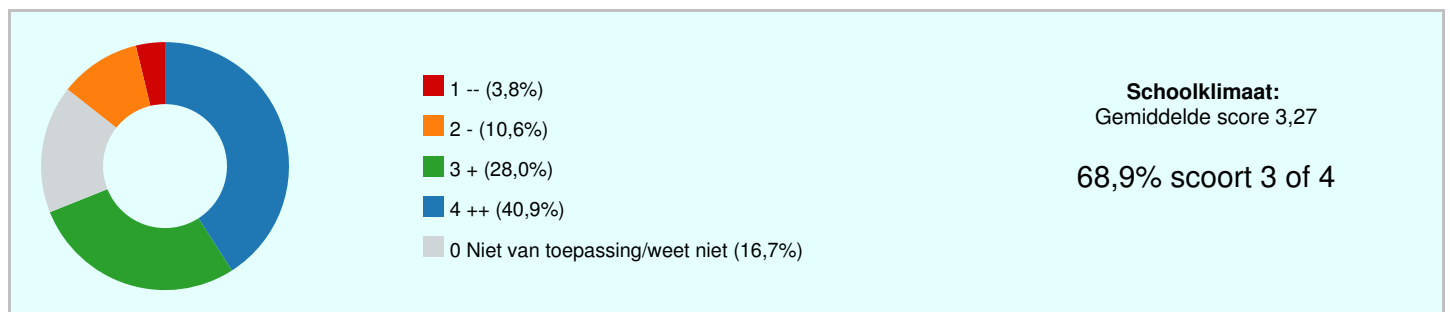 1 -- (3,8%)
2 - (10,6%)
3 + (28,0%)
4 ++ (40,9%)
0 Niet van toepassing/weet niet (16,7%)
Schoolklimaat:
Gemiddelde score 3,27
68,9% scoort 3 of 4